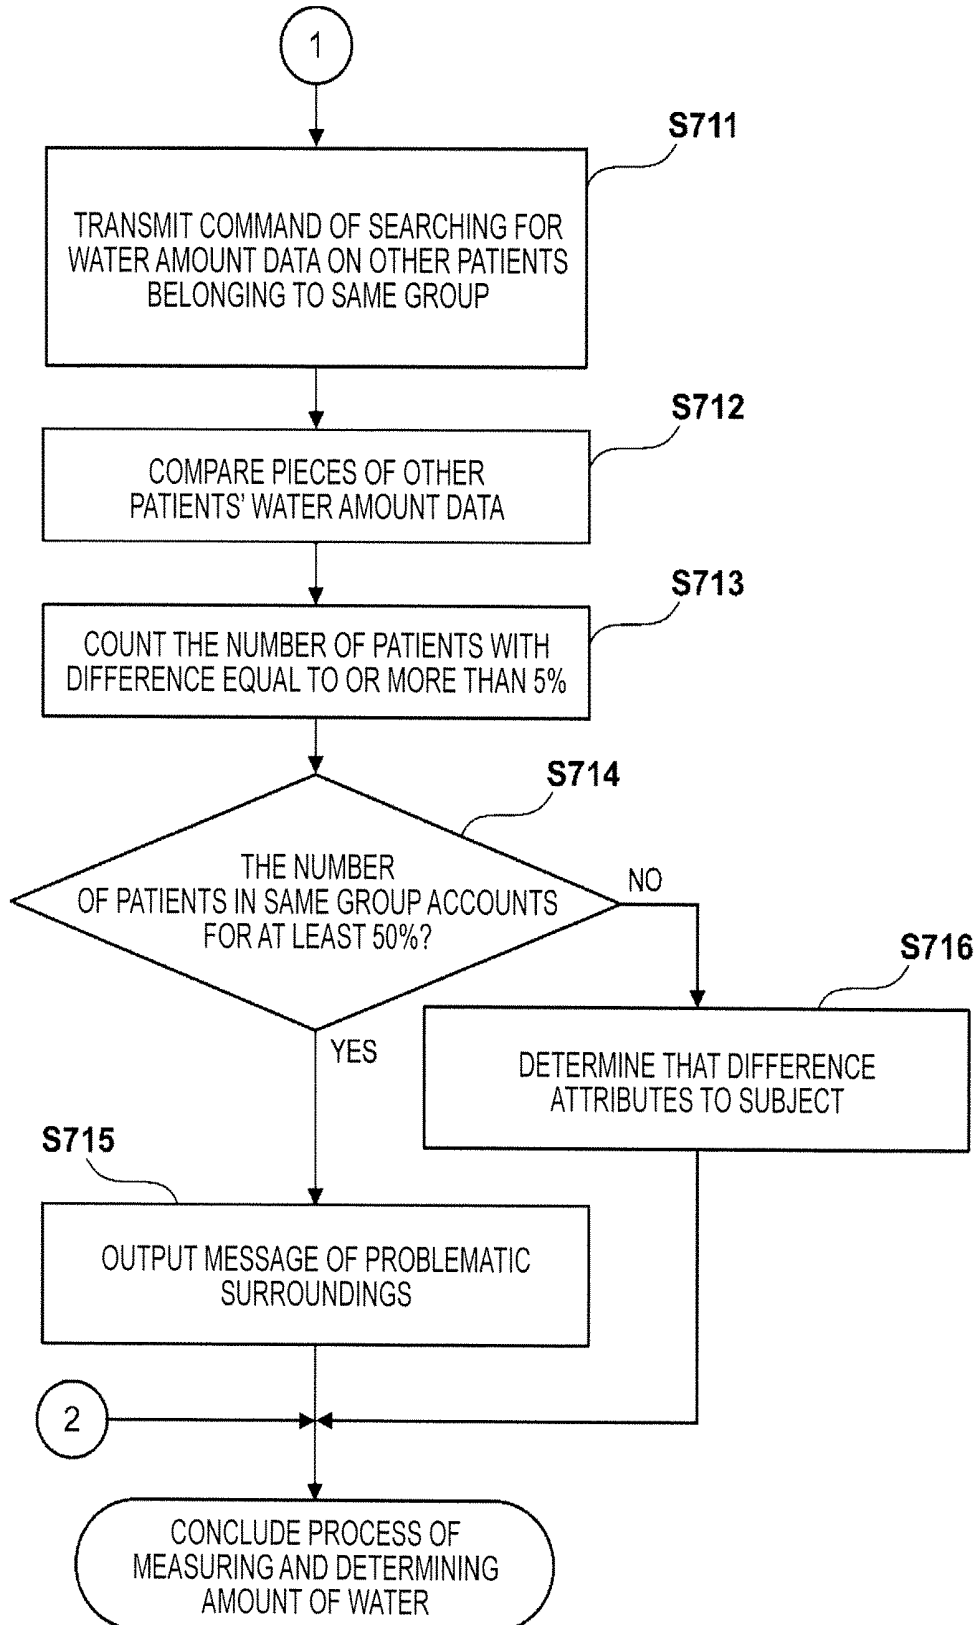 1
S711
TRANSMIT COMMAND OF SEARCHING FOR
WATER AMOUNT DATA ON OTHER PATIENTS
BELONGING TO SAME GROUP
S712
COMPARE PIECES OF OTHER
PATIENTS' WATER AMOUNT DATA
S713
COUNT THE NUMBER OF PATIENTS WITH
DIFFERENCE EQUAL TO OR MORE THAN 5%
S714
THE NUMBER
OF PATIENTS IN SAME GROUP ACCOUNTS
FOR AT LEAST 50%?
NO
S716
YES
DETERMINE THAT DIFFERENCE
ATTRIBUTES TO SUBJECT
S715
OUTPUT MESSAGE OF PROBLEMATIC
SURROUNDINGS
2
CONCLUDE PROCESS OF
MEASURING AND DETERMINING
AMOUNT OF WATER